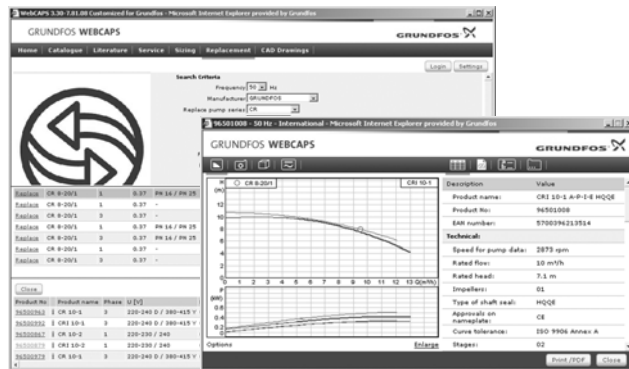 WebCAPS 3.30-7.01.08 Customized for Grundfos - Microsoft Internet Explorer provided by Grundfos
GRUNDFOS WEBCAPS
GRUNDFOS
Home Catalogue Literature Service Sizing Replacement CAD Drawings
Login Settings
Search Criteria
Frequency: 50 Hz
Manufacturer: GRUNDFOS
Replace pump series: CR
Replace CR 8-20/1 1 0.37 PN 16 / PN 25
Replace CR 8-20/1 3 0.37 -
Replace CR 8-20/1 3 0.37 PN 16 / PN 25
Replace CR 8-20/1 1 0.37 -
Replace CR 8-20/1 3 0.37 PN 16 / PN 25
Replace CR 8-20/1 1 0.37 -
Replace CR 8-20/1 3 0.37 -
Close
Product No Product name Phase U [V]
CR 10-1 3 220-240 D / 380-415 Y
CRI 10-1 3 220-240 D / 380-415 Y
CR 10-2 1 220-230 / 240
CRI 10-2 1 220-230 / 240
CR 10-1 3 220-240 D / 380-415 Y
96501008 - 50 Hz - International - Microsoft Internet Explorer provided by Grundfos
GRUNDFOS WEBCAPS
GRUNDFOS
H
(m)
CR 8-20/1
CRI 10-1
12
10
8
6
4
2
0
0 1 2 3 4 5 6 7 8 9 10 11 12 13 Q(m³/h)
P
(kW)
0.6
0.4
0.2
0.0
Options
Enlarge
Description Value
Product name: CRI 10-1 A-P-I-E HQQE
Product No: 96501008
EAN number: 5700396213514
Technical:
Speed for pump data: 2873 rpm
Rated flow: 10 m³/h
Rated head: 7.1 m
Impellers: 01
Type of shaft seal: HQQE
Approvals on nameplate: CE
Curve tolerance: ISO 9906 Annex A
Stages: 02
Print /PDF Close